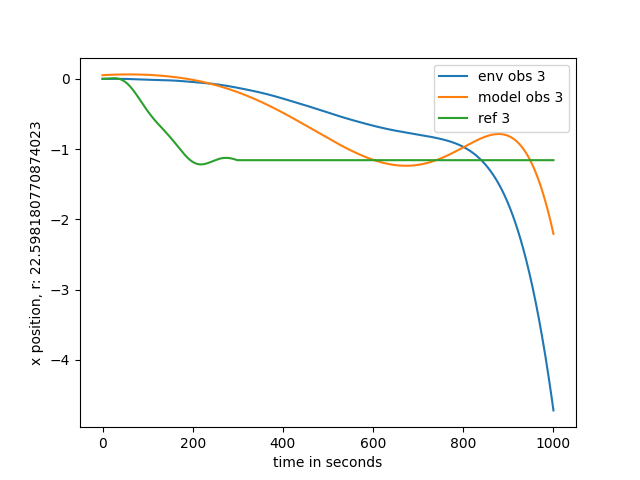 env obs 3
model obs 3
ref 3
0
−1
−2
−3
−4
x position, r: 22.598180770874023
0
200
400
600
800
1000
time in seconds